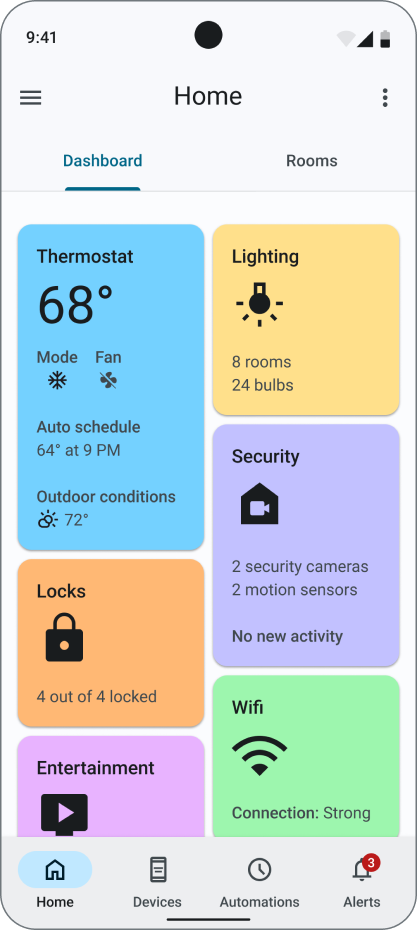 9:41
Home
Dashboard
Rooms
Thermostat
68°
Mode Fan
Auto schedule
64° at 9 PM
Outdoor conditions
72°
Lighting
8 rooms
24 bulbs
Security
2 security cameras
2 motion sensors
No new activity
Locks
4 out of 4 locked
Wifi
Connection: Strong
Entertainment
3
Home
Devices
Automations
Alerts